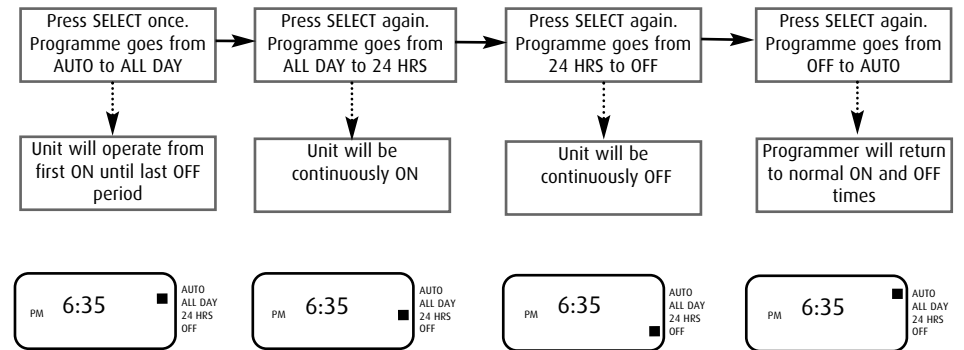 Press SELECT once.
Programme goes from
AUTO to ALL DAY
Press SELECT again.
Programme goes from
ALL DAY to 24 HRS
Press SELECT again.
Programme goes from
24 HRS to OFF
Press SELECT again.
Programme goes from
OFF to AUTO
Unit will operate from
first ON until last OFF
period
Unit will be
continuously ON
Unit will be
continuously OFF
Programmer will return
to normal ON and OFF
times
PM 6:35
AUTO
ALL DAY
24 HRS
OFF
PM 6:35
AUTO
ALL DAY
24 HRS
OFF
PM 6:35
AUTO
ALL DAY
24 HRS
OFF
PM 6:35
AUTO
ALL DAY
24 HRS
OFF